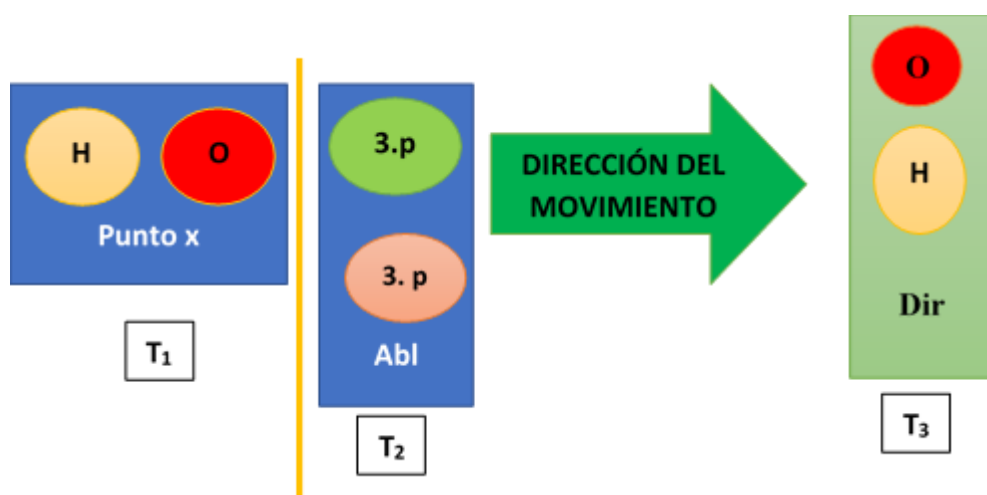 H
O
Punto x
T₁
3.p
3. p
Abl
T₂
DIRECCIÓN DEL
MOVIMIENTO
O
H
Dir
T₃